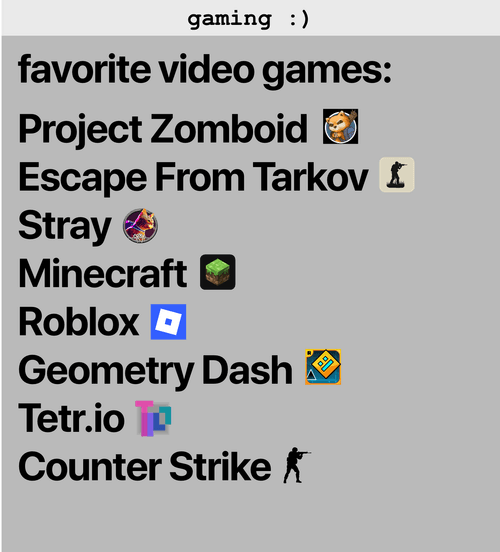 gaming :)
favorite video games:
Project Zomboid
Escape From Tarkov
Stray
Minecraft
Roblox
Geometry Dash
Tetr.io
Counter Strike